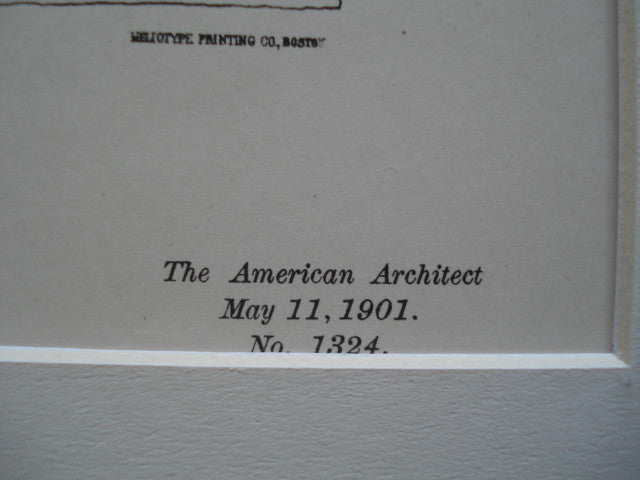 HELIOTYPE PRINTING CO., BOSTON
The American Architect
May 11, 1901.
No. 1324.